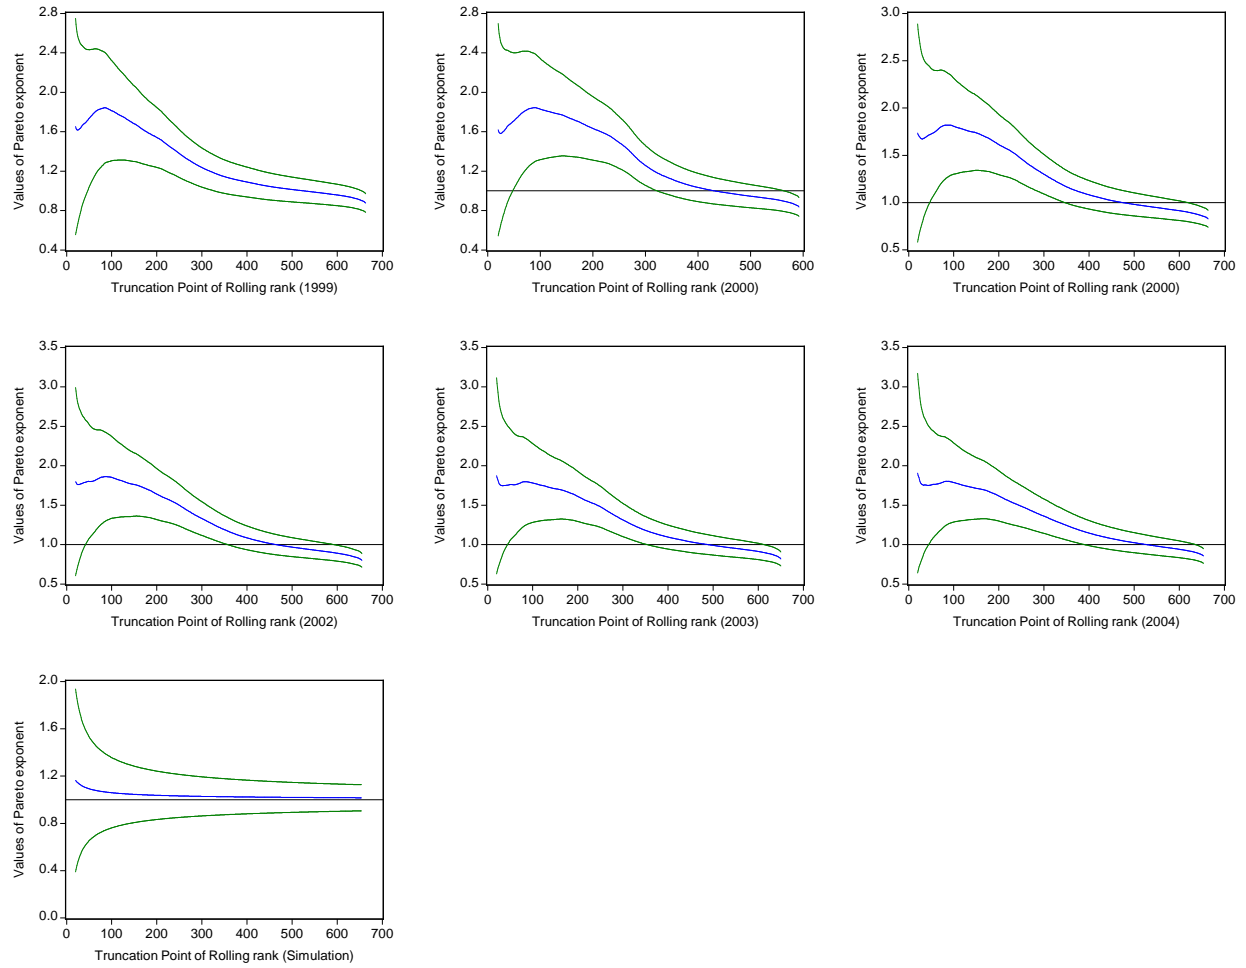 Values of Pareto exponent
2.8
2.4
2.0
1.6
1.2
0.8
0.4
0 100 200 300 400 500 600 700
Truncation Point of Rolling rank (1999)
Values of Pareto exponent
2.8
2.4
2.0
1.6
1.2
0.8
0.4
0 100 200 300 400 500 600
Truncation Point of Rolling rank (2000)
Values of Pareto exponent
3.0
2.5
2.0
1.5
1.0
0.5
0 100 200 300 400 500 600 700
Truncation Point of Rolling rank (2000)
Values of Pareto exponent
3.5
3.0
2.5
2.0
1.5
1.0
0.5
0 100 200 300 400 500 600 700
Truncation Point of Rolling rank (2002)
Values of Pareto exponent
3.5
3.0
2.5
2.0
1.5
1.0
0.5
0 100 200 300 400 500 600 700
Truncation Point of Rolling rank (2003)
Values of Pareto exponent
3.5
3.0
2.5
2.0
1.5
1.0
0.5
0 100 200 300 400 500 600 700
Truncation Point of Rolling rank (2004)
Values of Pareto exponent
2.0
1.6
1.2
0.8
0.4
0.0
0 100 200 300 400 500 600 700
Truncation Point of Rolling rank (Simulation)